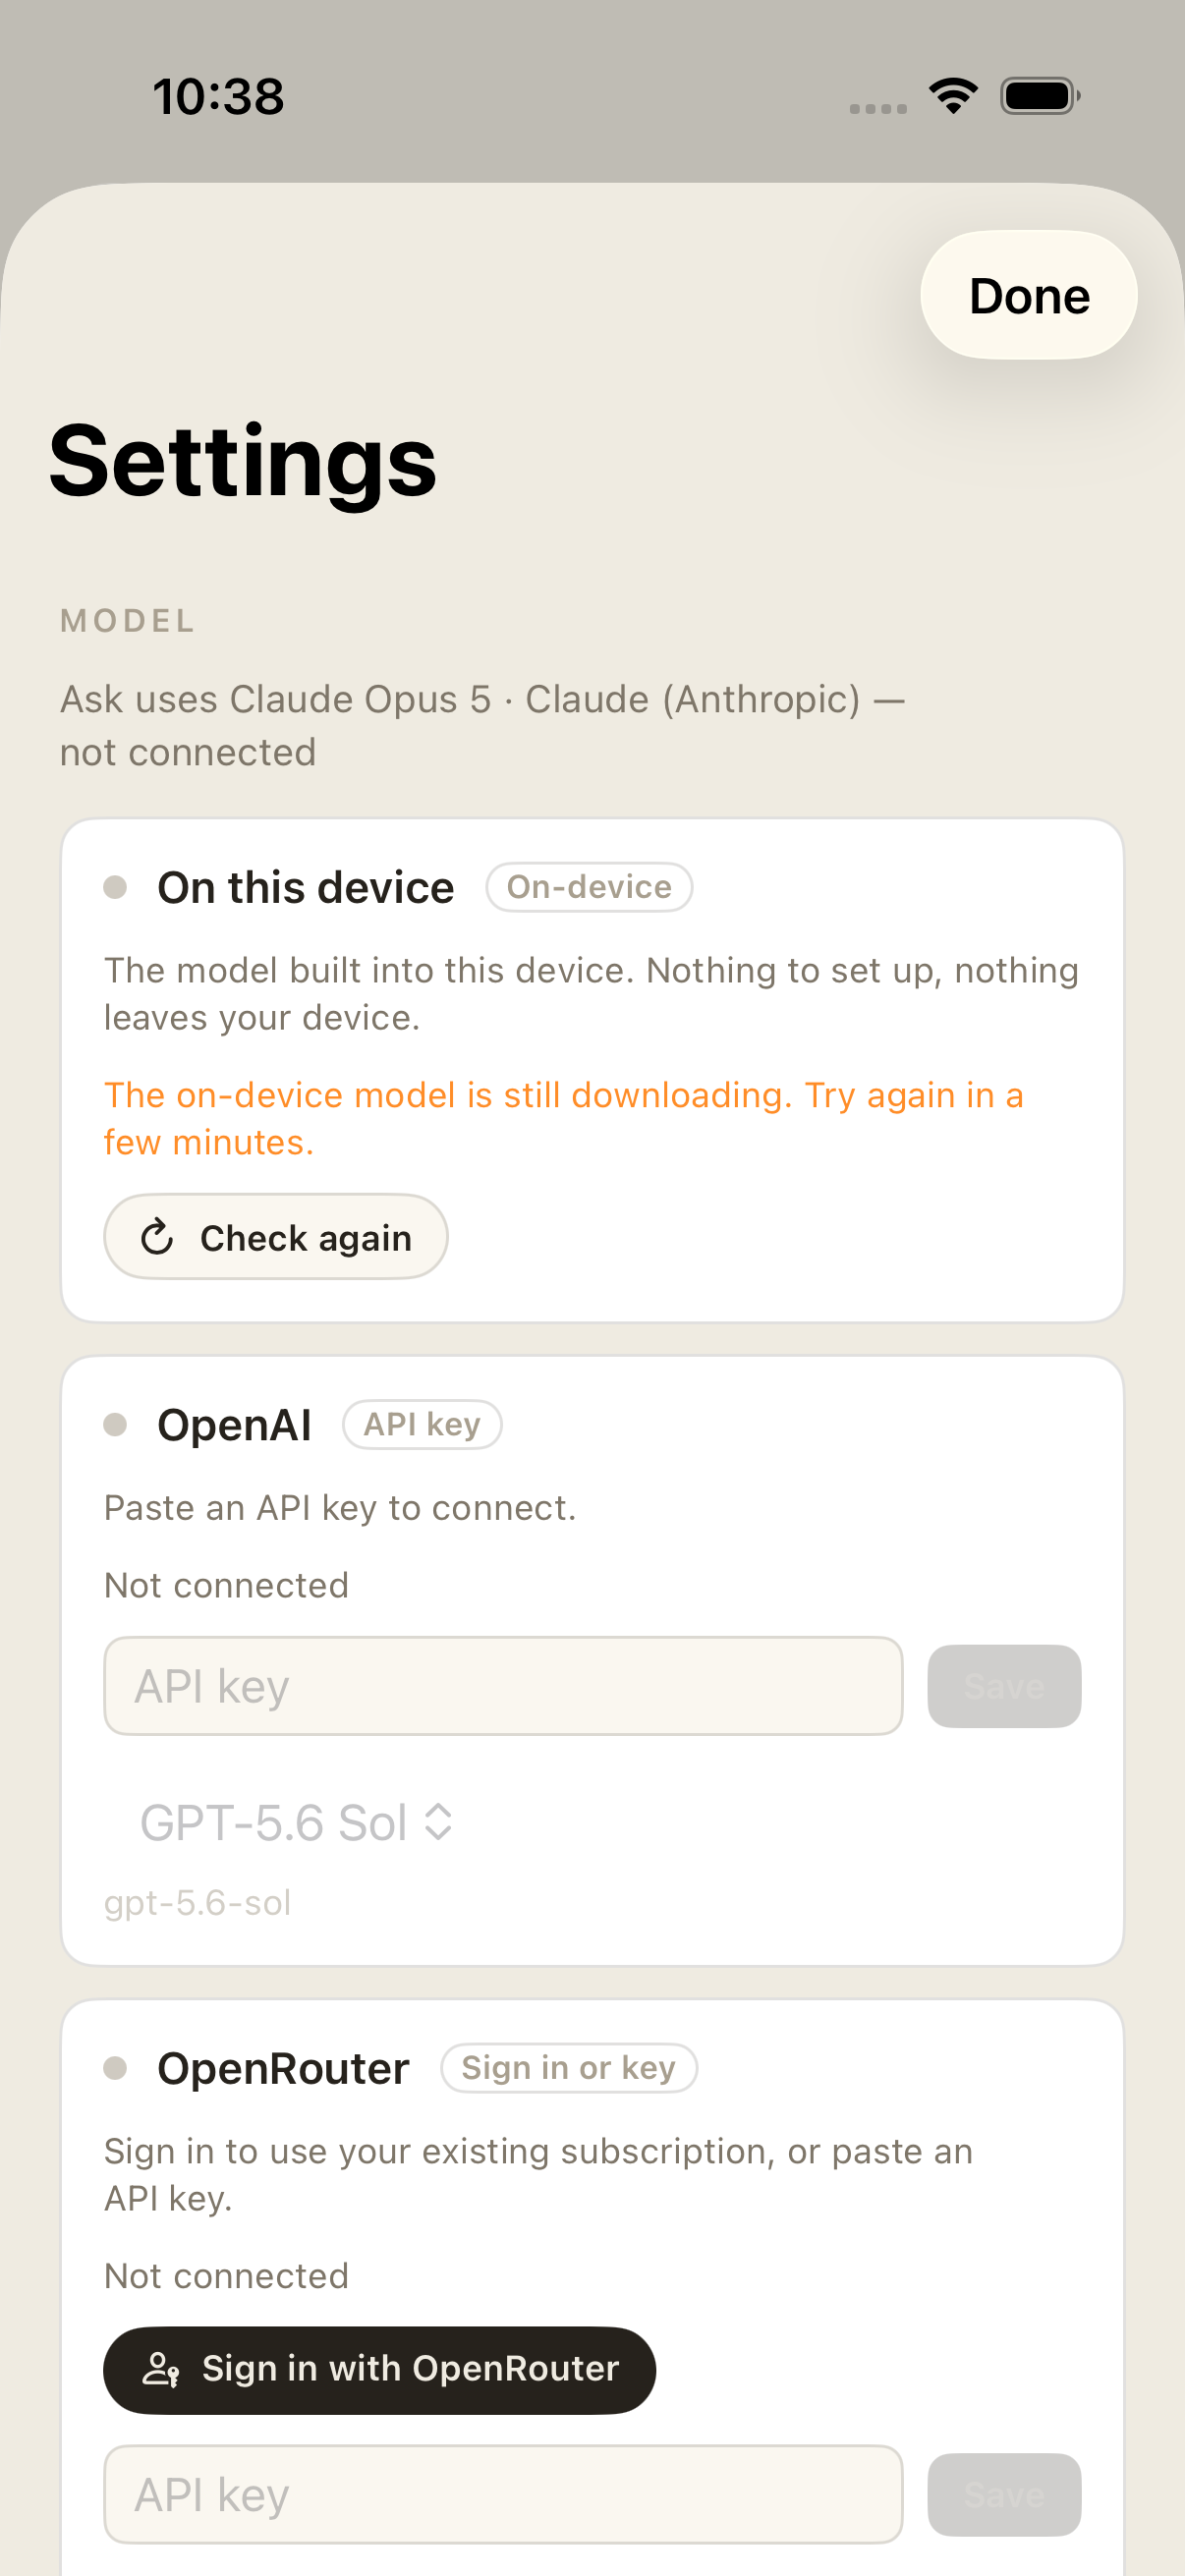 10:38
Done
Settings
MODEL
Ask uses Claude Opus 5 · Claude (Anthropic) —
not connected
On this device
On-device
The model built into this device. Nothing to set up, nothing
leaves your device.
The on-device model is still downloading. Try again in a
few minutes.
Check again
OpenAI
API key
Paste an API key to connect.
Not connected
API key
Save
GPT-5.6 Sol
gpt-5.6-sol
OpenRouter
Sign in or key
Sign in to use your existing subscription, or paste an
API key.
Not connected
Sign in with OpenRouter
API key
Save